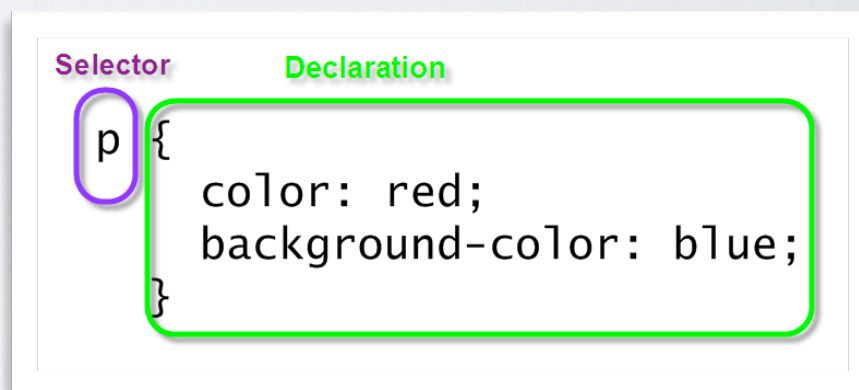 Selector Declaration
p {
color: red;
background-color: blue;
}